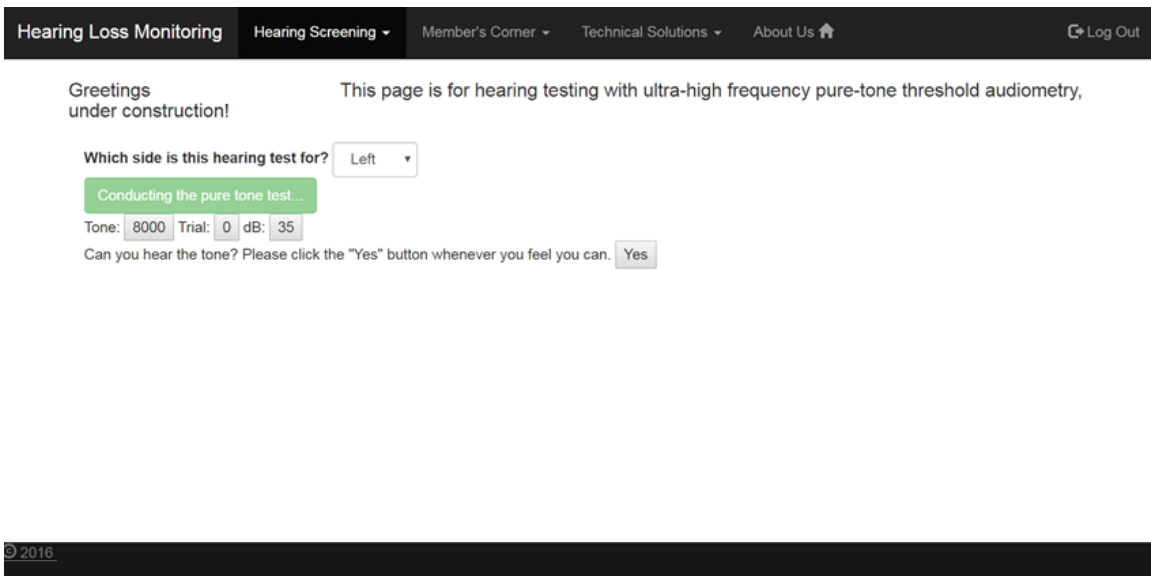 Hearing Loss Monitoring Hearing Screening Member's Corner Technical Solutions About Us Log Out
Greetings This page is for hearing testing with ultra-high frequency pure-tone threshold audiometry,
under construction!
Which side is this hearing test for? Left
Conducting the pure tone test...
Tone: 8000 Trial: 0 dB: 35
Can you hear the tone? Please click the "Yes" button whenever you feel you can. Yes
© 2016